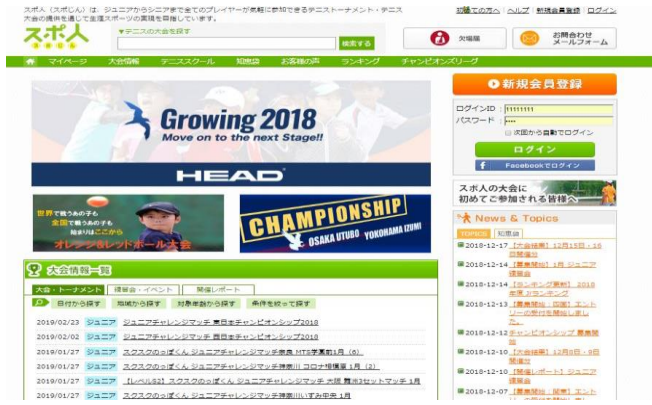 スポ人（スポじん）は、ジュニアからシニアまで全てのプレイヤーが気軽に参加できるテニストーナメント・テニス
大会の提供を通じて生涯スポーツの実現を目指しています。
初めての方へ | ヘルプ | 新規会員登録 | ログイン
スポ人
▼テニスの大会を探す
検索する
欠場届
お問合わせ
メールフォーム
マイページ 大会情報 テニススクール 知恵袋 お客様の声 ランキング チャンピオンズリーグ
Growing 2018
Move on to the next Stage!!
HEAD
新規会員登録
ログインID : 11111111
パスワード : ••••
次回から自動でログイン
ログイン
f Facebookでログイン
世界で戦うあの子も
全国で戦うあの子も
始まりはここから
オレンジ&レッドボール大会
CHAMPIONSHIP
OSAKA UTUBO YOKOHAMA IZUMI
スポ人の大会に
初めてご参加される皆様へ
News & Topics
TOPICS 知恵袋
2018-12-17 【大会結果】12月15日・16
日開催分
2018-12-14 【募集開始】1月 ジュニア
練習会
2018-12-14 【ランキング更新】 2018
年度 Jrランキング
2018-12-13 【募集開始：四国】エント
リーの受付を開始しまし
た。
2018-12-12 チャンピオンシップ 募集開
始
2018-12-10 【大会結果】12月8日・9日
開催分
2018-12-10 【開催レポート】ジュニア
練習会
2018-12-07 【募集開始：関東】エント
リーの受付を開始しまし
大会情報一覧
大会・トーナメント 練習会・イベント 開催レポート
日付から探す 地域から探す 対象年齢から探す 条件を絞って探す
2019/02/23 ジュニア ジュニアチャレンジマッチ 東日本チャンピオンシップ2018
2019/02/02 ジュニア ジュニアチャレンジマッチ 西日本チャンピオンシップ2018
2019/01/27 ジュニア スクスクのっぽくん ジュニアチャレンジマッチ奈良 MTS学園前1月（6）
2019/01/27 ジュニア スクスクのっぽくん ジュニアチャレンジマッチ神奈川 コロナ相模原 1月（2）
2019/01/27 ジュニア 【レベル82】スクスクのっぽくん ジュニアチャレンジマッチ 大阪 舞洲3セットマッチ 1月
2019/01/27 ジュニア スクスクのっぽくん ジュニアチャレンジマッチ神奈川いずみ中央 1月